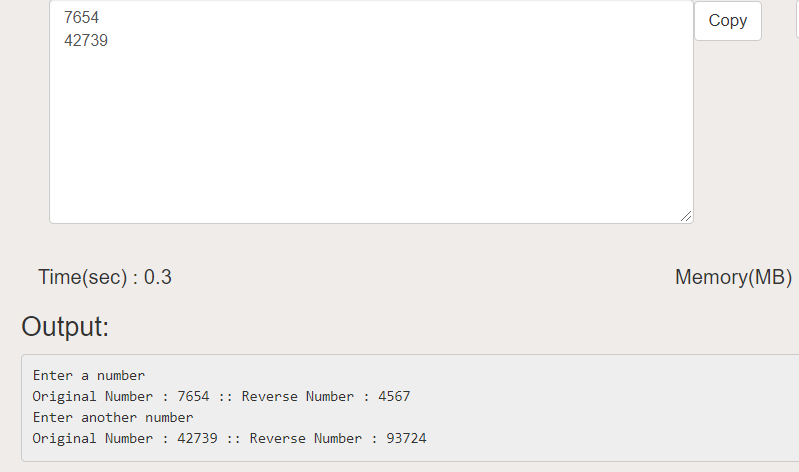 7654
42739
Copy
Time(sec) : 0.3
Memory(MB)
Output:
Enter a number
Original Number : 7654 :: Reverse Number : 4567
Enter another number
Original Number : 42739 :: Reverse Number : 93724